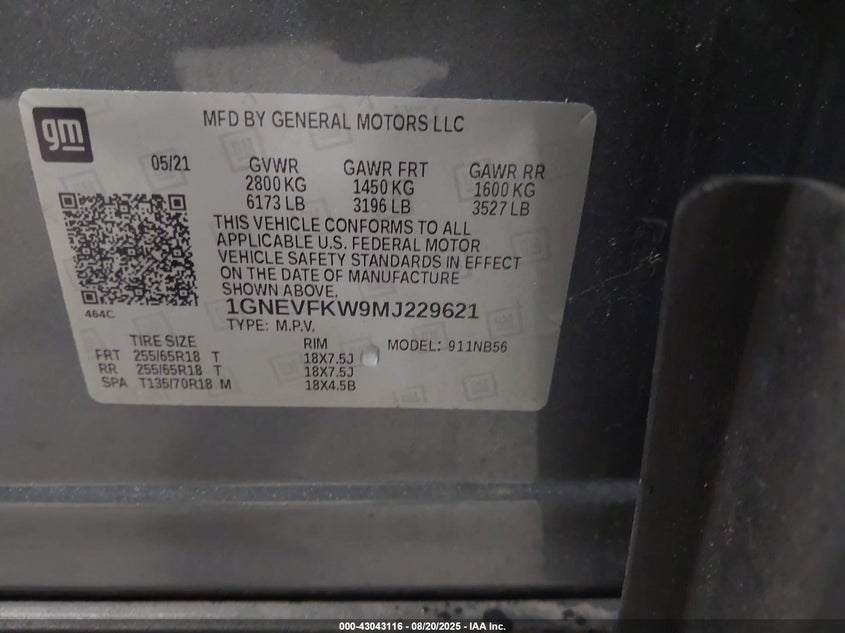 gm
MFD BY GENERAL MOTORS LLC
05/21 GVWR GAWR FRT GAWR RR
2800 KG 1450 KG 1600 KG
6173 LB 3196 LB 3527 LB
THIS VEHICLE CONFORMS TO ALL
APPLICABLE U.S. FEDERAL MOTOR
VEHICLE SAFETY STANDARDS IN EFFECT
ON THE DATE OF MANUFACTURE
SHOWN ABOVE.
464C
1GNEVFKW9MJ229621
TYPE: M.P.V.
TIRE SIZE RIM MODEL: 911NB56
FRT 255/65R18 T 18X7.5J
RR 255/65R18 T 18X7.5J
SPA T135/70R18 M 18X4.5B
000-43043116 - 08/20/2025 - IAA Inc.